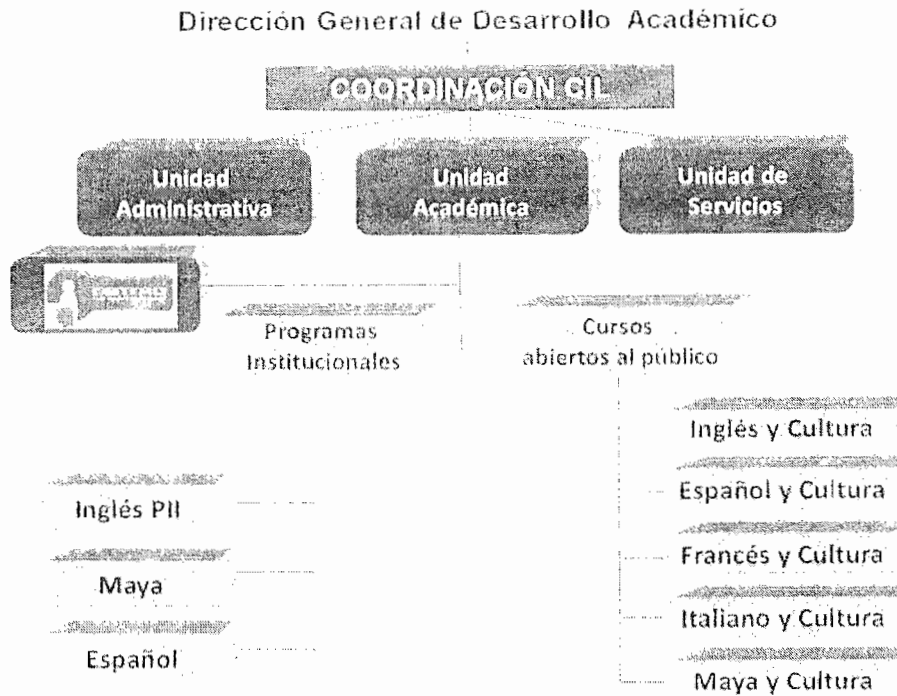 Dirección General de Desarrollo Académico
COORDINACIÓN CIL
Unidad
Administrativa
Unidad
Académica
Unidad de
Servicios
Programas
Institucionales
Cursos
abiertos al público
Inglés PII
Maya
Español
Inglés y Cultura
Español y Cultura
Francés y Cultura
Italiano y Cultura
Maya y Cultura